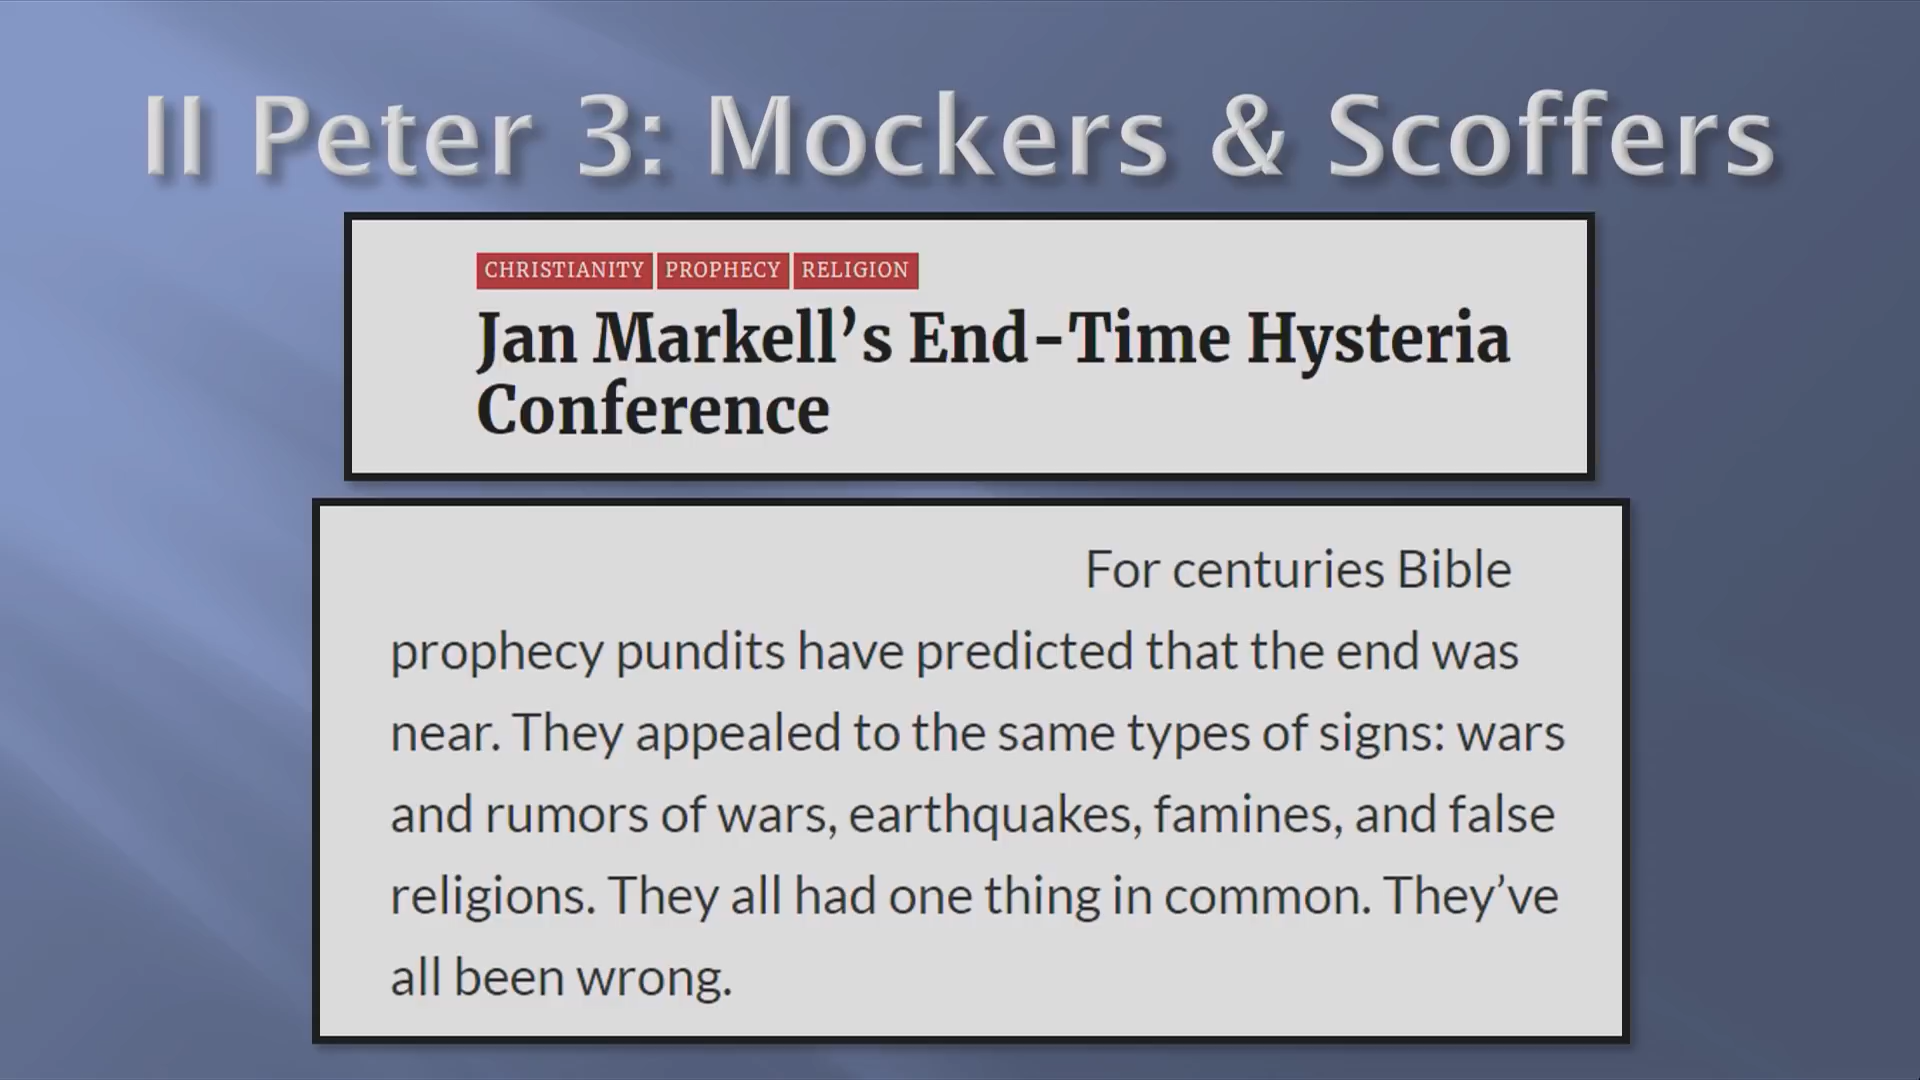 II Peter 3: Mockers & Scoffers
CHRISTIANITY PROPHECY RELIGION
Jan Markell’s End-Time Hysteria
Conference
For centuries Bible
prophecy pundits have predicted that the end was
near. They appealed to the same types of signs: wars
and rumors of wars, earthquakes, famines, and false
religions. They all had one thing in common. They’ve
all been wrong.